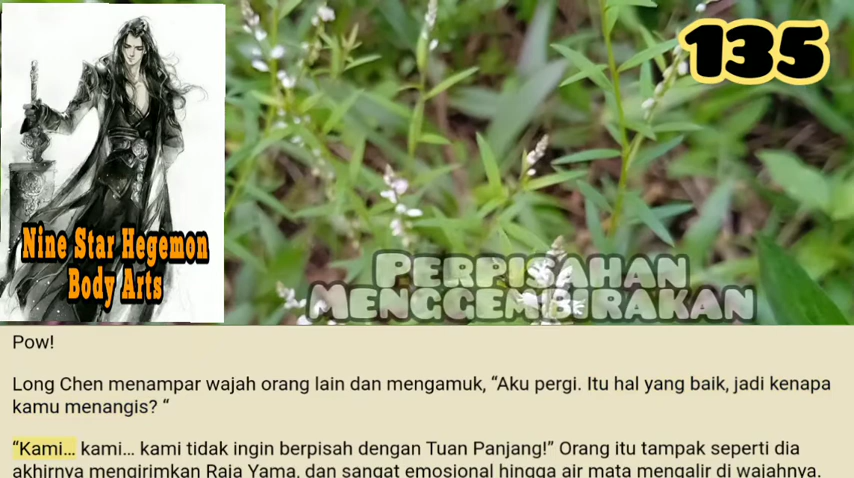 135
Nine Star Hegemon
Body Arts
PERPISAHAN
MENGGEMBIRAKAN
Pow!
Long Chen menampar wajah orang lain dan mengamuk, “Aku pergi. Itu hal yang baik, jadi kenapa
kamu menangis? “
“Kami… kami… kami tidak ingin berpisah dengan Tuan Panjang!” Orang itu tampak seperti dia
akhirnya mengirimkan Raja Yama, dan sangat emosional hingga air mata mengalir di wajahnya.